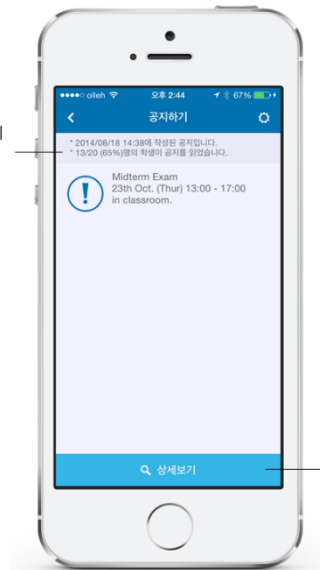 olleh 오후 2:44 67%
공지하기
* 2014/08/18 14:38에 작성된 공지입니다.
* 13/20 (65%)명의 학생이 공지를 읽었습니다.
Midterm Exam
23th Oct. (Thur) 13:00 - 17:00
in classroom.
상세보기